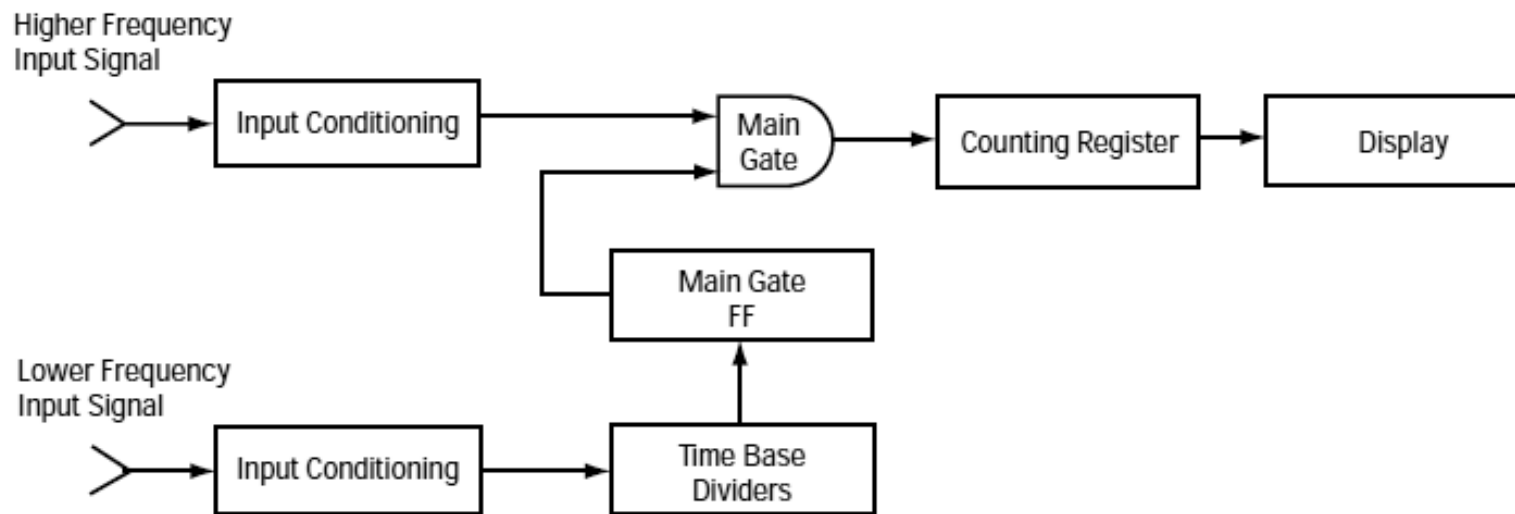 Higher Frequency
Input Signal
Input Conditioning
Main
Gate
Counting Register
Display
Main Gate
FF
Lower Frequency
Input Signal
Input Conditioning
Time Base
Dividers